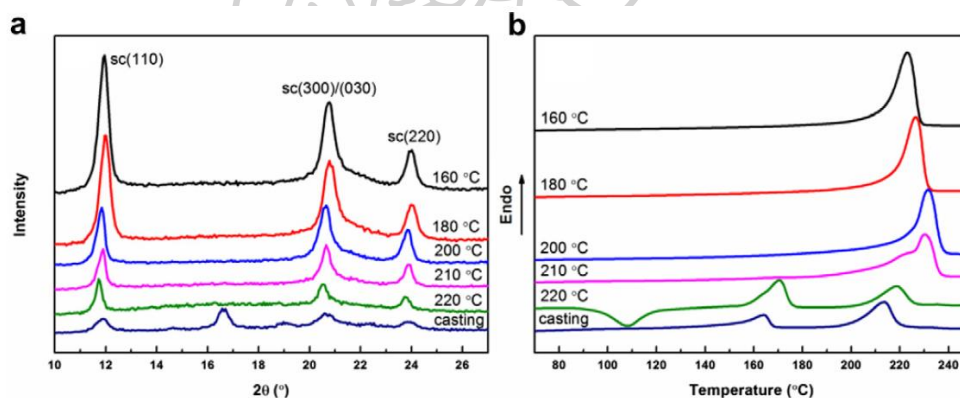 a
sc(110)
sc(300)/(030)
sc(220)
160 °C
180 °C
200 °C
210 °C
220 °C
casting
Intensity
10 12 14 16 18 20 22 24 26
2θ (°)
b
160 °C
180 °C
200 °C
210 °C
220 °C
casting
Endo
80 100 120 140 160 180 200 220 240
Temperature (°C)